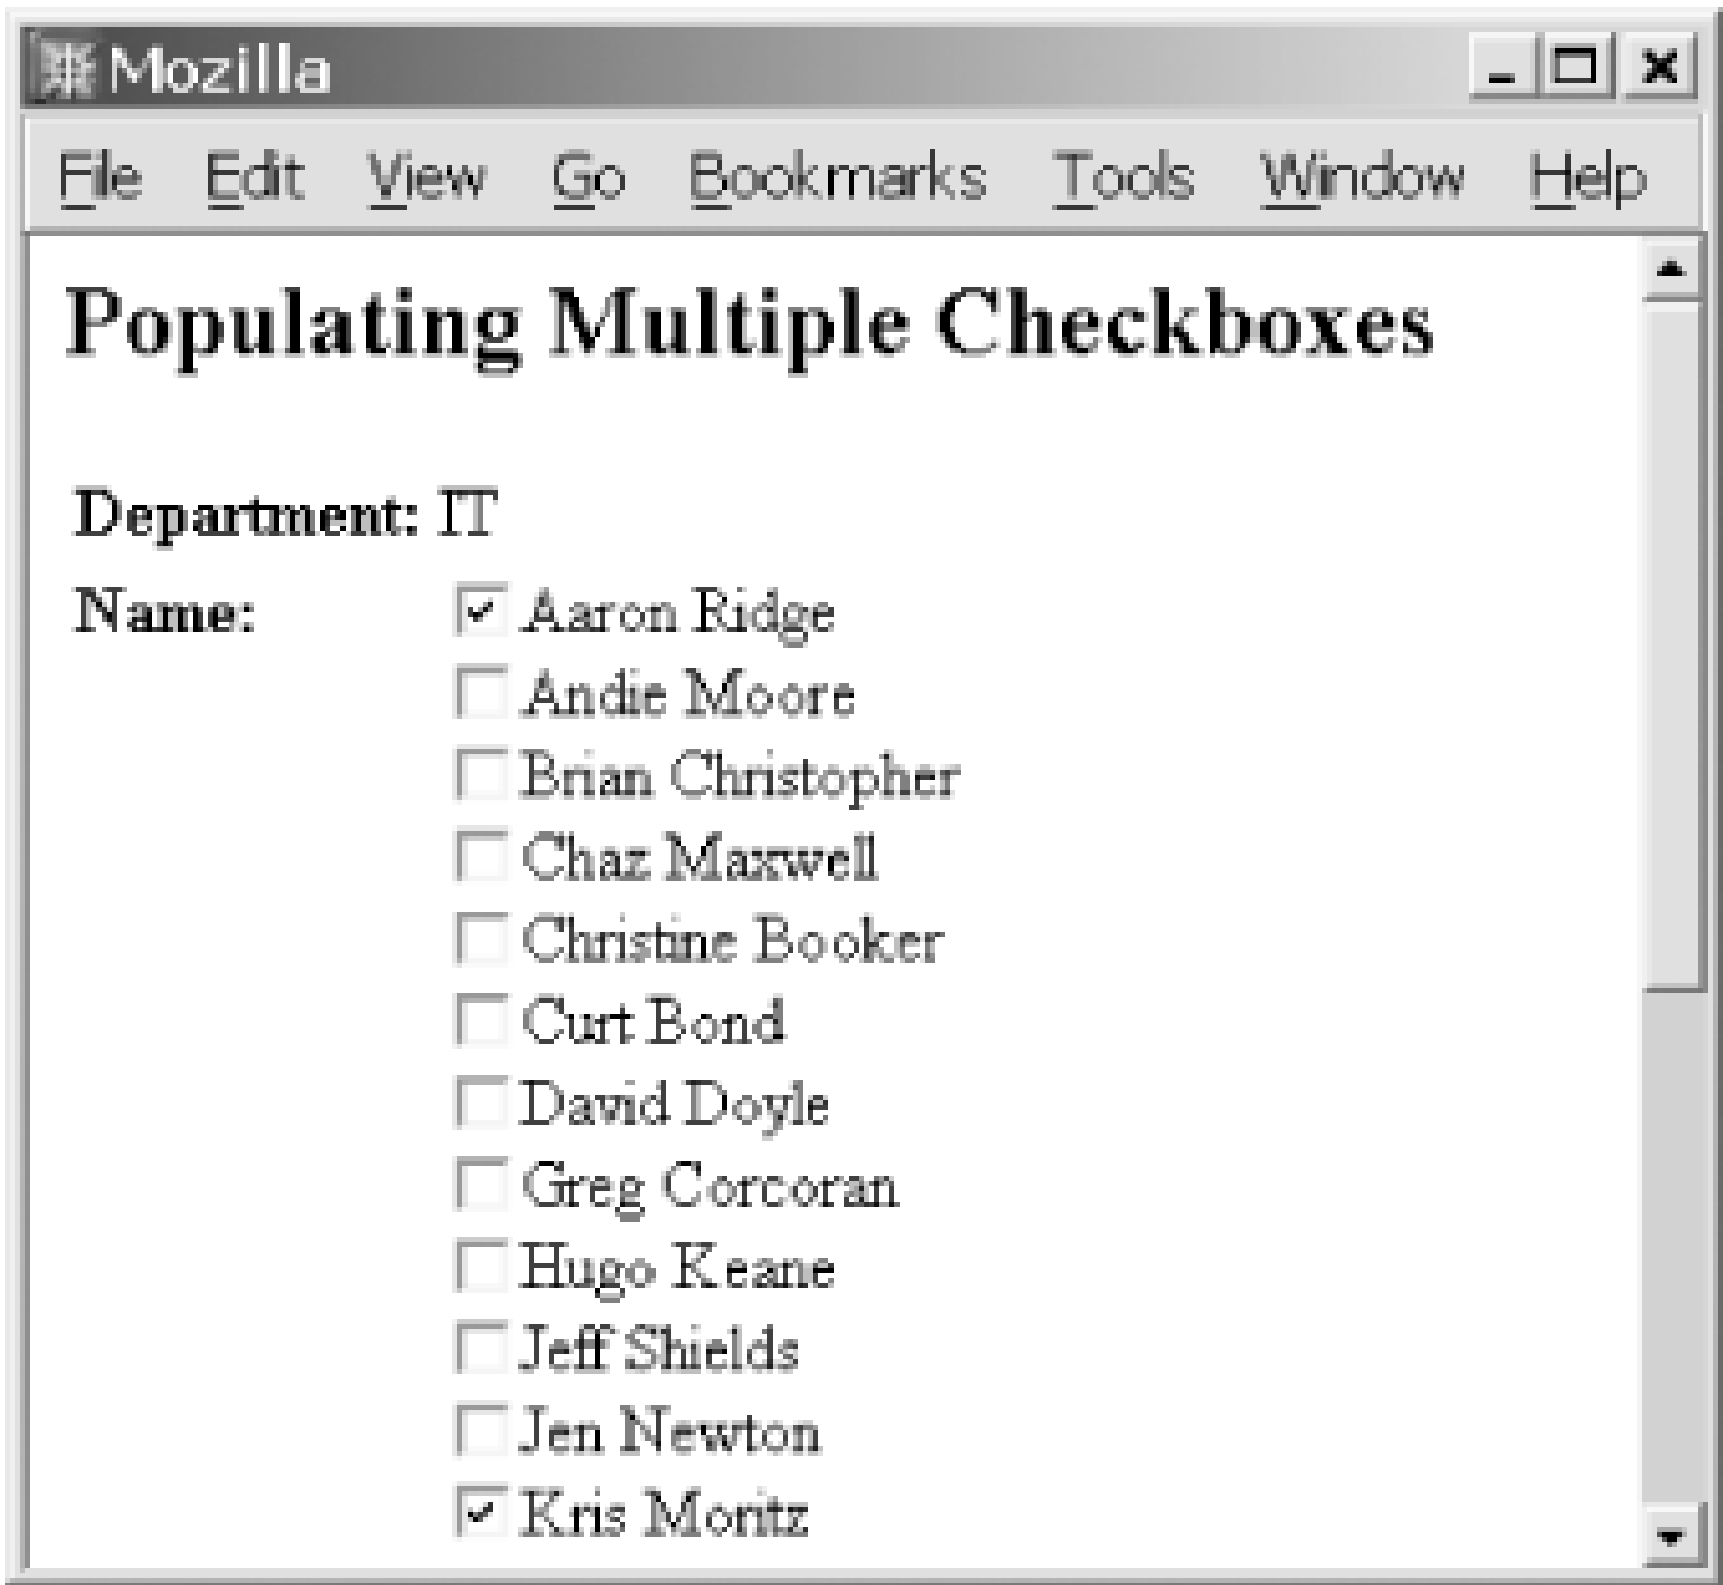 Mozilla
File Edit View Go Bookmarks Tools Window Help
Populating Multiple Checkboxes
Department: IT
Name: Aaron Ridge
Andie Moore
Brian Christopher
Chaz Maxwell
Christine Booker
Curt Bond
David Doyle
Greg Corcoran
Hugo Keane
Jeff Shields
Jen Newton
Kris Moritz